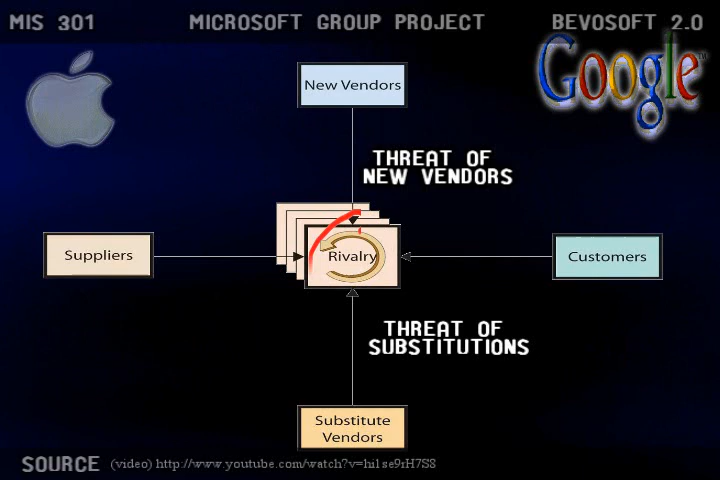 MIS 301 MICROSOFT GROUP PROJECT BEVOSOFT 2.0
Google
New Vendors
THREAT OF
NEW VENDORS
Suppliers
Rivalry
Customers
THREAT OF
SUBSTITUTIONS
Substitute
Vendors
SOURCE (video) http://www.youtube.com/watch?v=hi1se9rH7S8